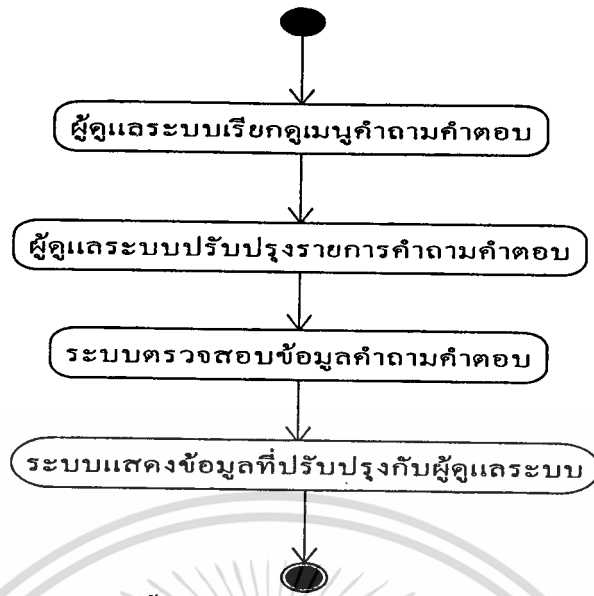 ผู้ดูแลระบบเรียกดูเมนูคำถามคำตอบ
ผู้ดูแลระบบปรับปรุงรายการคำถามคำตอบ
ระบบตรวจสอบข้อมูลคำถามคำตอบ
ระบบแสดงข้อมูลที่ปรับปรุงกับผู้ดูแลระบบ